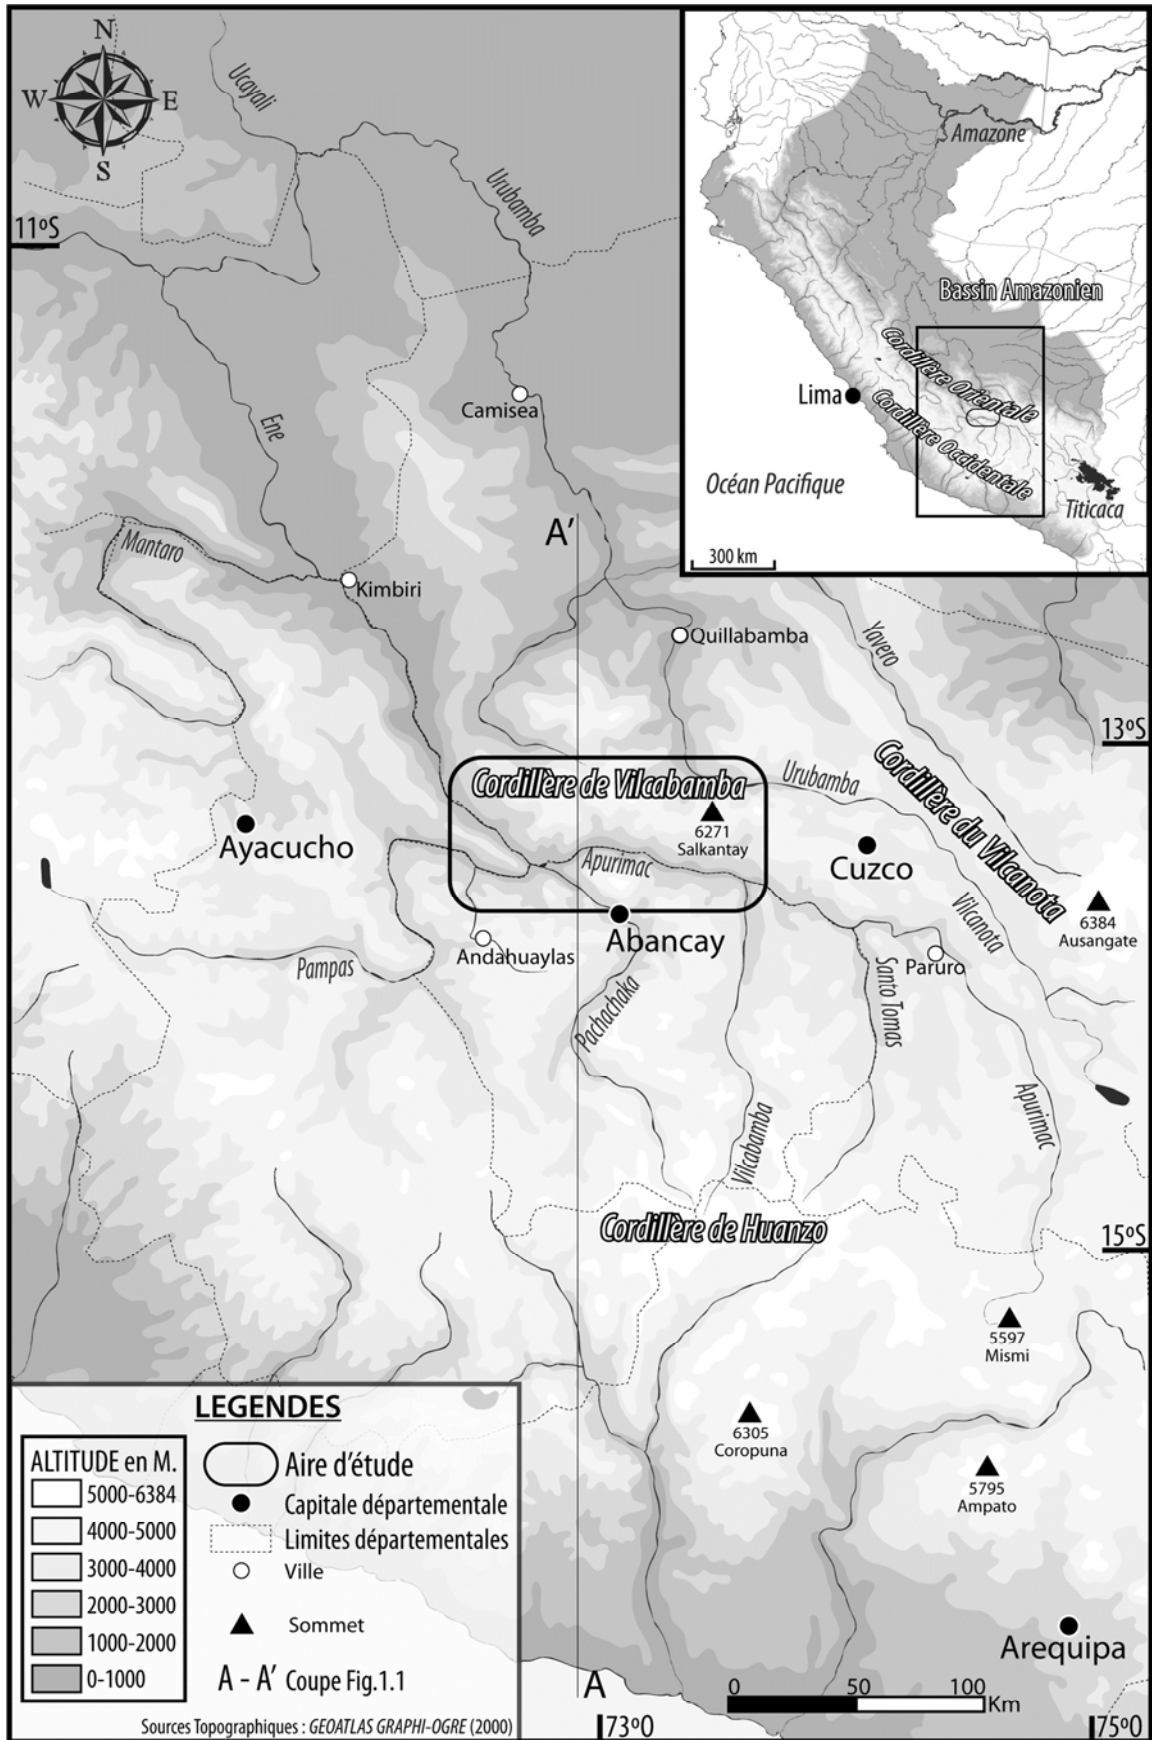 N
W
E
S
Ucayali
Urubamba
11ºS
Ene
Camisea
Mantaro
Kimbiri
A'
Quillabamba
Yavero
13ºS
Amazone
Bassin Amazonien
Cordillère Orientale
Lima
Cordillère Occidentale
Océan Pacifique
Titicaca
300 km
Cordillère de Vilcabamba
Urubamba
Cordillère du Vilcanota
6271
Salkantay
Ayacucho
Apurimac
Cuzco
Vilcanota
6384
Ausangate
Abancay
Andahuaylas
Paruro
Pampas
Santo Tomas
Pachachaka
Apurimac
Vilcabamba
Cordillère de Huanzo
15ºS
5597
Mismi
6305
Coropuna
5795
Ampato
Arequipa
A
0 50 100
Km
73º0
75º0
LEGENDES
ALTITUDE en M.
5000-6384
4000-5000
3000-4000
2000-3000
1000-2000
0-1000
Aire d'étude
Capitale départementale
Limites départementales
Ville
Sommet
A - A' Coupe Fig.1.1
Sources Topographiques : GEOATLAS GRAPHI-OGRE (2000)